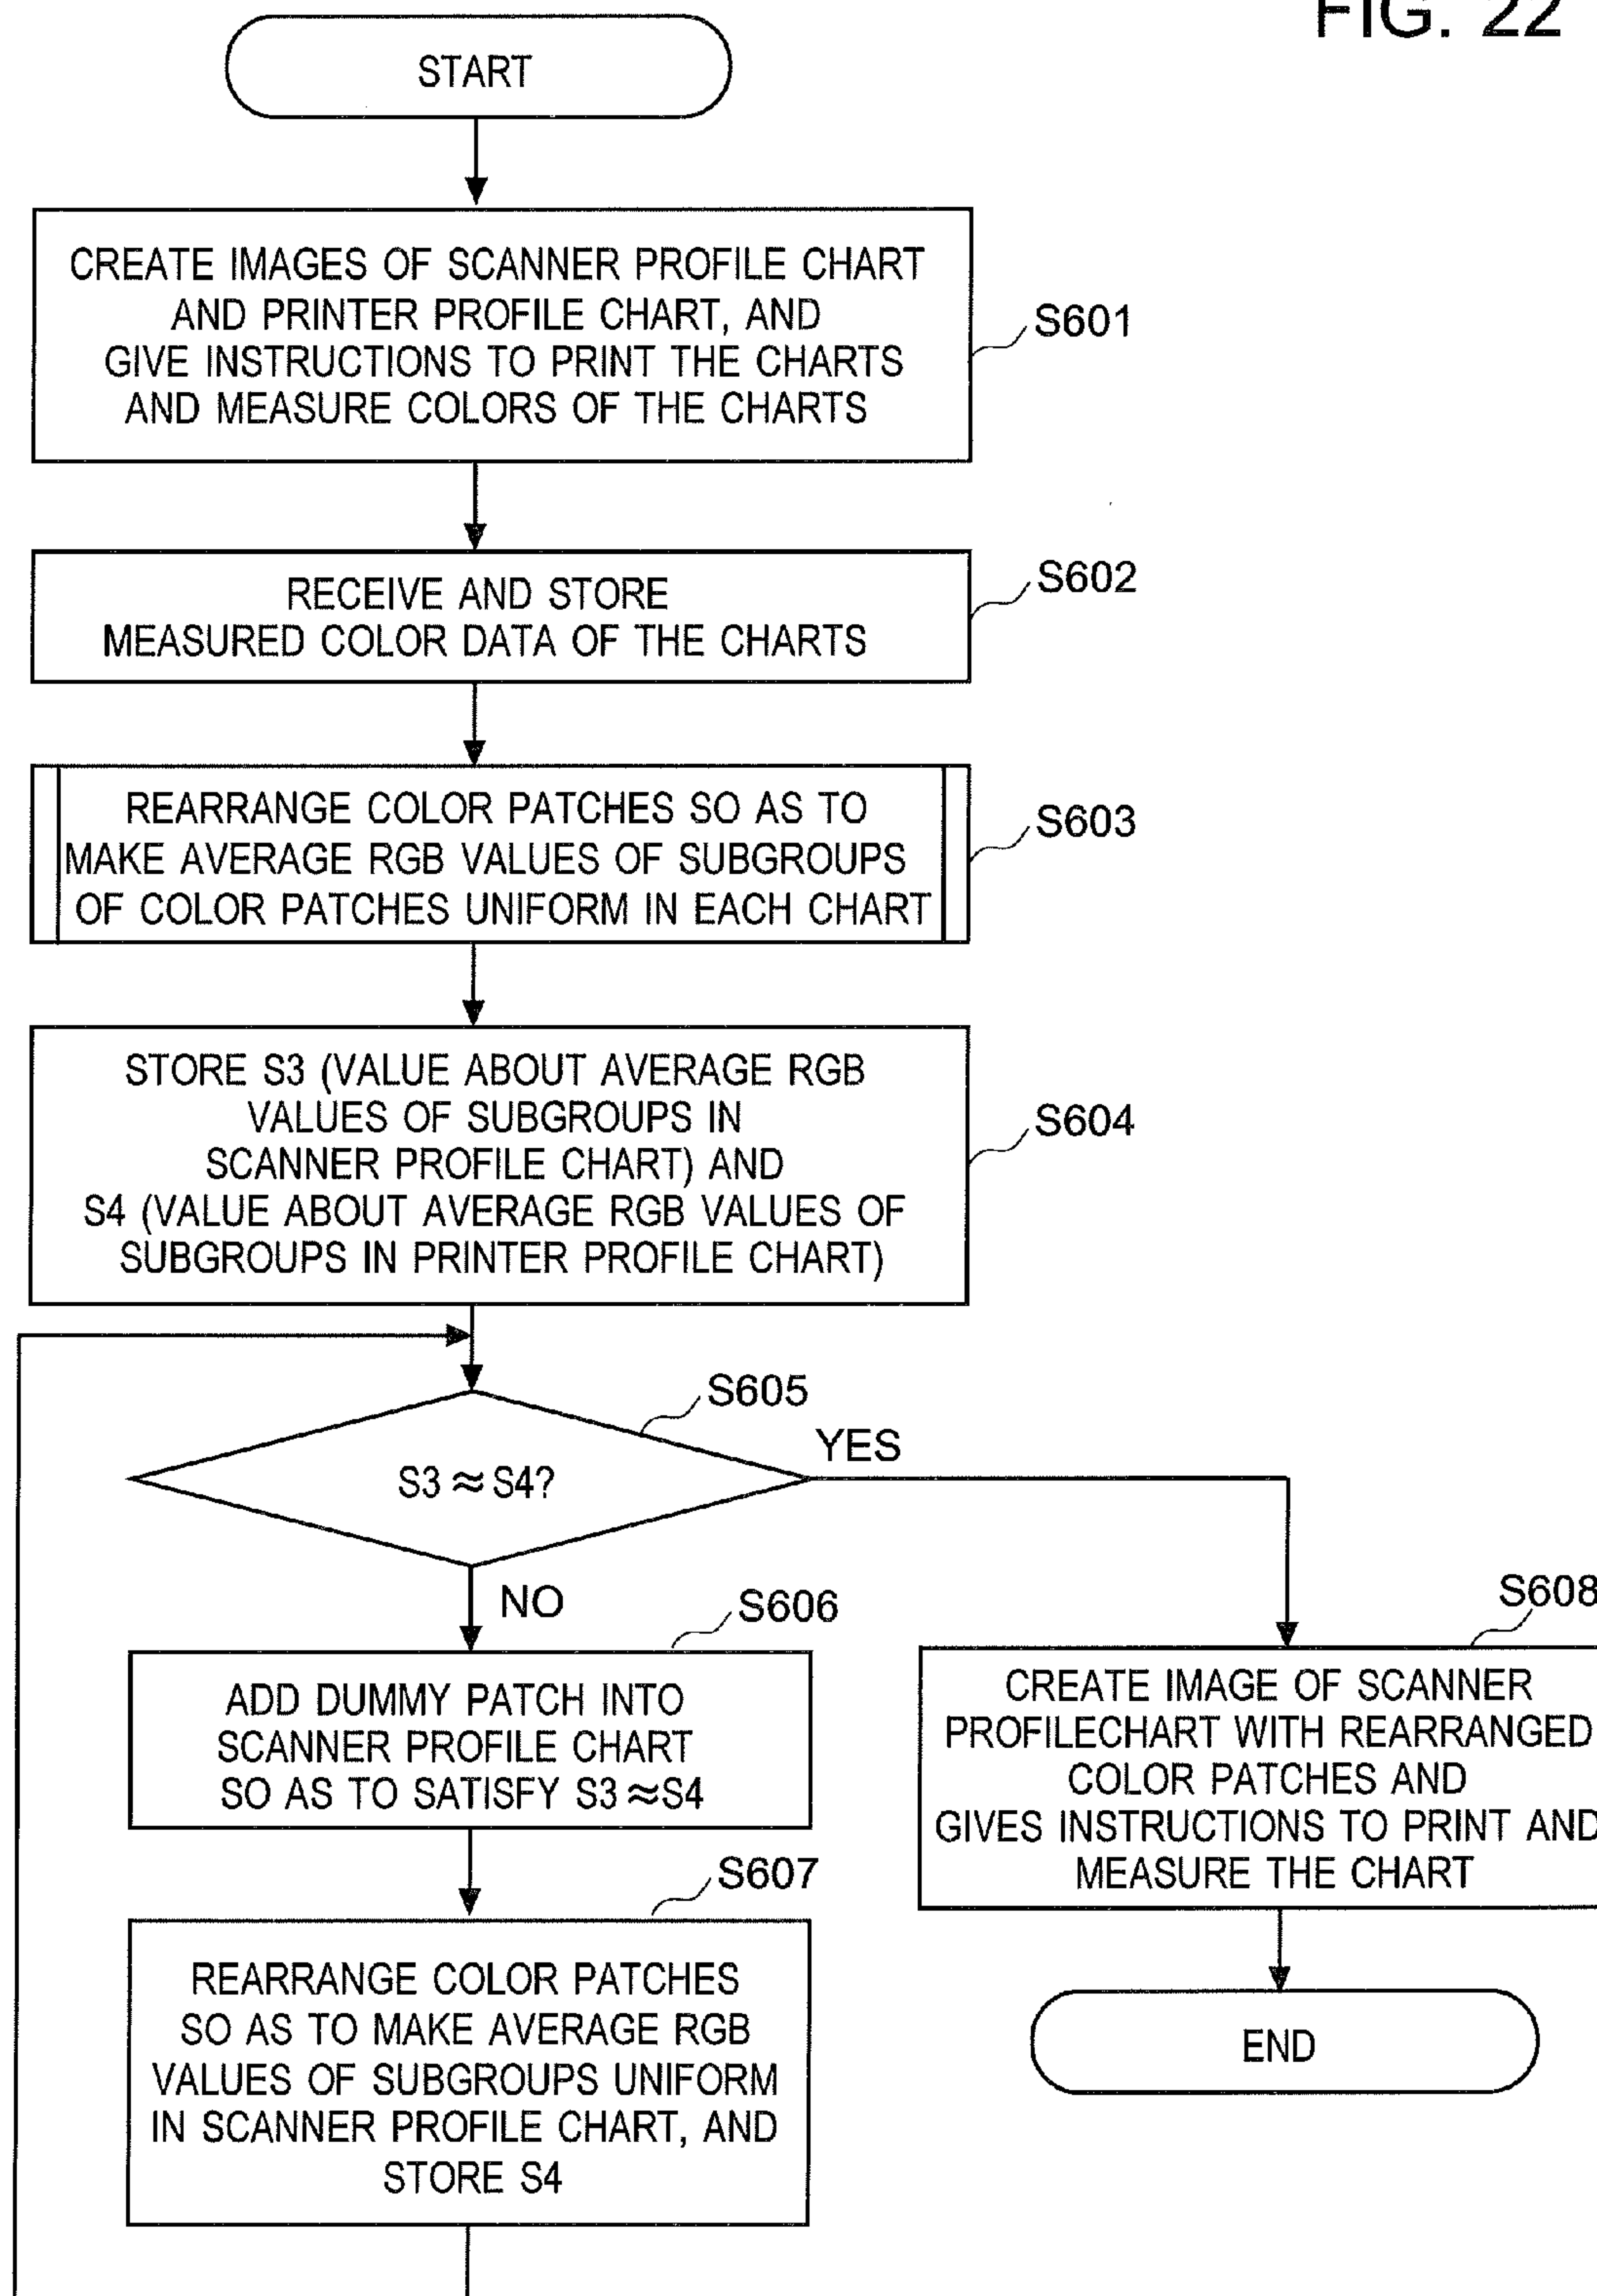 FIG. 22
START
CREATE IMAGES OF SCANNER PROFILE CHART
AND PRINTER PROFILE CHART, AND
GIVE INSTRUCTIONS TO PRINT THE CHARTS
AND MEASURE COLORS OF THE CHARTS
S601
RECEIVE AND STORE
MEASURED COLOR DATA OF THE CHARTS
S602
REARRANGE COLOR PATCHES SO AS TO
MAKE AVERAGE RGB VALUES OF SUBGROUPS
OF COLOR PATCHES UNIFORM IN EACH CHART
S603
STORE S3 (VALUE ABOUT AVERAGE RGB
VALUES OF SUBGROUPS IN
SCANNER PROFILE CHART) AND
S4 (VALUE ABOUT AVERAGE RGB VALUES OF
SUBGROUPS IN PRINTER PROFILE CHART)
S604
S605
S3 ≈ S4?
YES
NO
S606
ADD DUMMY PATCH INTO
SCANNER PROFILE CHART
SO AS TO SATISFY S3 ≈S4
S607
REARRANGE COLOR PATCHES
SO AS TO MAKE AVERAGE RGB
VALUES OF SUBGROUPS UNIFORM
IN SCANNER PROFILE CHART, AND
STORE S4
S608
CREATE IMAGE OF SCANNER
PROFILECHART WITH REARRANGED
COLOR PATCHES AND
GIVES INSTRUCTIONS TO PRINT AND
MEASURE THE CHART
END